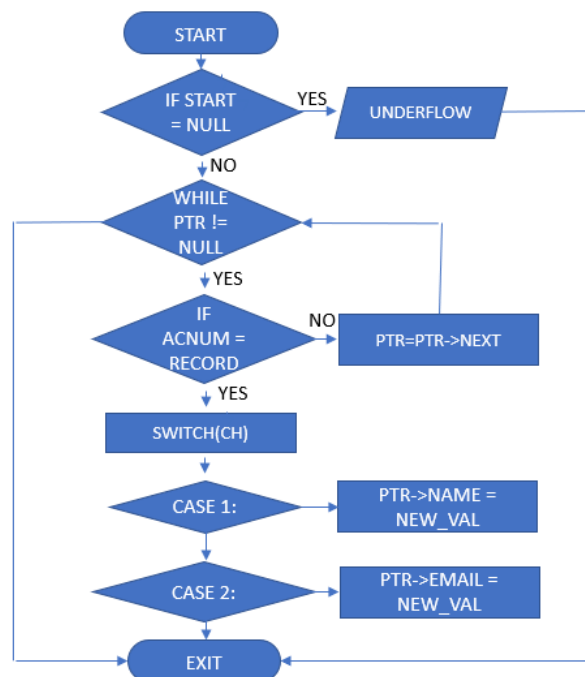 START
IF START
= NULL
YES
UNDERFLOW
NO
WHILE
PTR !=
NULL
YES
IF
ACNUM =
RECORD
NO
PTR=PTR->NEXT
YES
SWITCH(CH)
CASE 1:
PTR->NAME =
NEW_VAL
CASE 2:
PTR->EMAIL =
NEW_VAL
EXIT